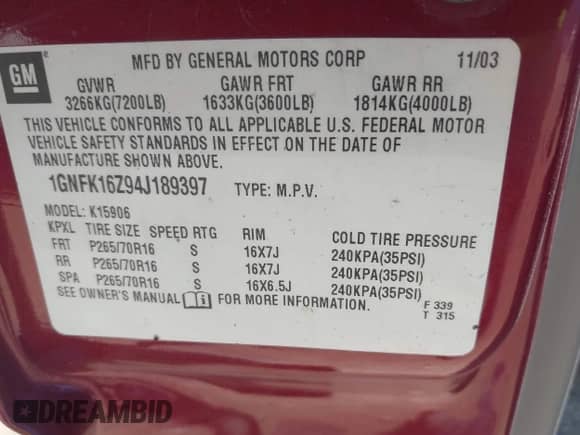 GM
MFD BY GENERAL MOTORS CORP 11/03
GVWR GAWR FRT GAWR RR
3266KG(7200LB) 1633KG(3600LB) 1814KG(4000LB)
THIS VEHICLE CONFORMS TO ALL APPLICABLE U.S. FEDERAL MOTOR
VEHICLE SAFETY STANDARDS IN EFFECT ON THE DATE OF
MANUFACTURE SHOWN ABOVE.
1GNFK16Z94J189397 TYPE: M.P.V.
MODEL: K15906
KPXL TIRE SIZE SPEED RTG RIM COLD TIRE PRESSURE
FRT P265/70R16 S 16X7J 240KPA(35PSI)
RR P265/70R16 S 16X7J 240KPA(35PSI)
SPA P265/70R16 S 16X6.5J 240KPA(35PSI)
SEE OWNER'S MANUAL FOR MORE INFORMATION.
F 339
T 315
DREAMBID